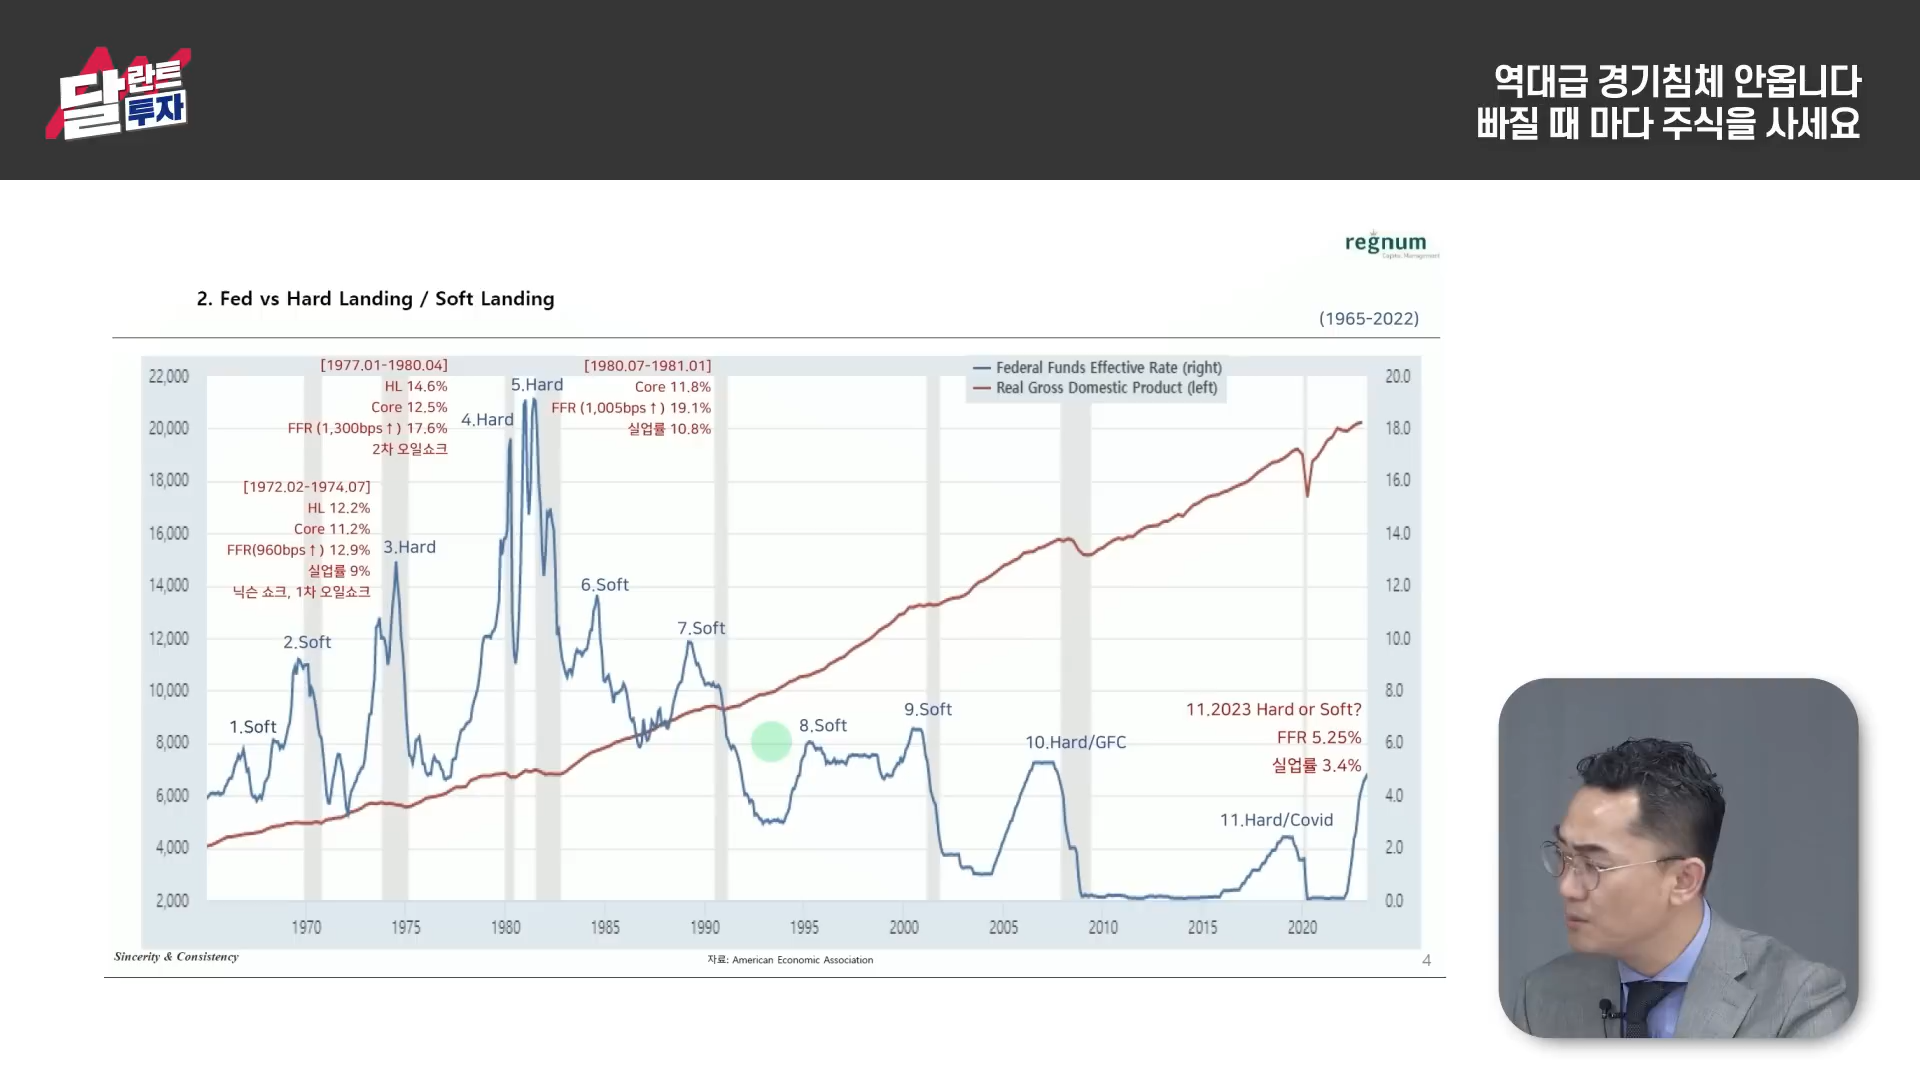 달란트
투자
역대급 경기침체 안옵니다
빠질 때 마다 주식을 사세요
regnum
Capital Management
2. Fed vs Hard Landing / Soft Landing
(1965-2022)
Federal Funds Effective Rate (right)
Real Gross Domestic Product (left)
[1977.01-1980.04]
HL 14.6%
Core 12.5%
FFR (1,300bps↑) 17.6%
2차 오일쇼크
[1980.07-1981.01]
Core 11.8%
FFR (1,005bps↑) 19.1%
실업률 10.8%
[1972.02-1974.07]
HL 12.2%
Core 11.2%
FFR(960bps↑) 12.9%
실업률 9%
닉슨 쇼크, 1차 오일쇼크
1.Soft
2.Soft
3.Hard
4.Hard
5.Hard
6.Soft
7.Soft
8.Soft
9.Soft
10.Hard/GFC
11.Hard/Covid
11.2023 Hard or Soft?
FFR 5.25%
실업률 3.4%
22,000
20,000
18,000
16,000
14,000
12,000
10,000
8,000
6,000
4,000
2,000
20.0
18.0
16.0
14.0
12.0
10.0
8.0
6.0
4.0
2.0
0.0
1970 1975 1980 1985 1990 1995 2000 2005 2010 2015 2020
Sincerity & Consistency
자료: American Economic Association
4